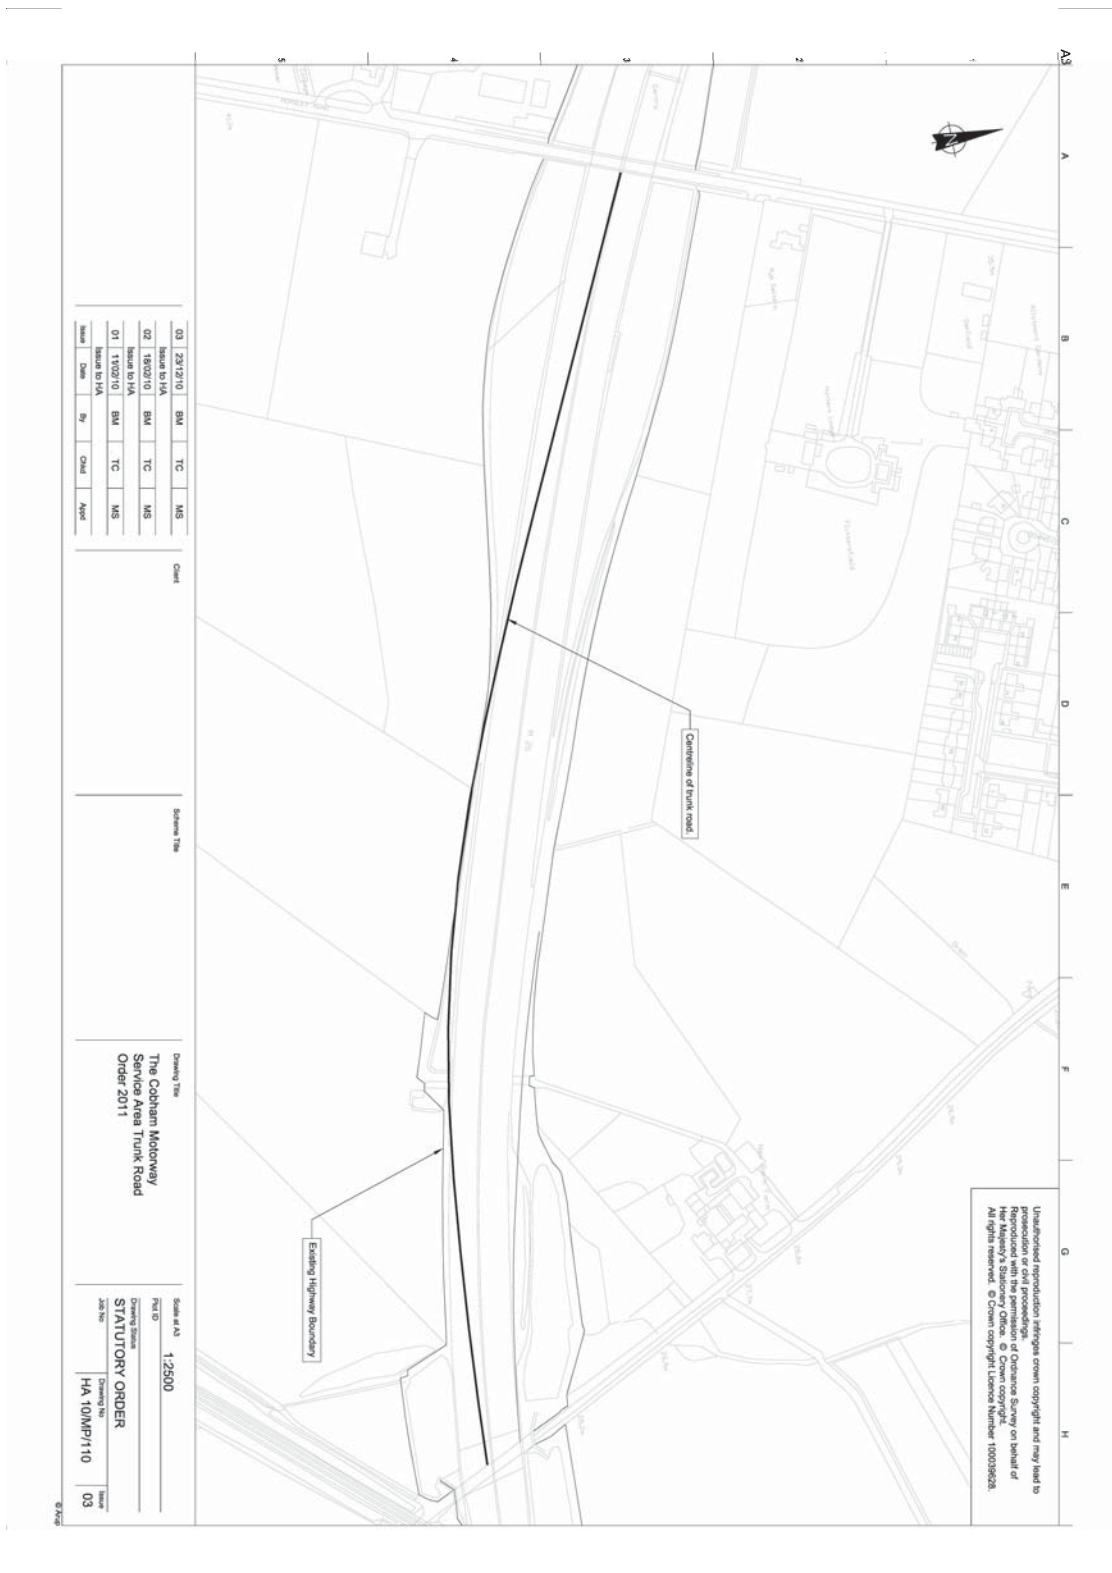 A3
1
2
3
4
5
A
B
C
D
E
F
G
H
N
Centreline of trunk road.
Existing Highway Boundary
M 25
Unauthorised reproduction infringes crown copyright and may lead to
prosecution or civil proceedings.
Reproduced with the permission of Ordnance Survey on behalf of
Her Majesty's Stationery Office. © Crown copyright.
All rights reserved. © Crown copyright Licence Number 100039628.
03 23/12/10 BM TC MS
Issue to HA
02 18/02/10 BM TC MS
Issue to HA
01 11/02/10 BM TC MS
Issue to HA
Issue Date By Chkd Appd
Client
Scheme Title
Drawing Title
The Cobham Motorway
Service Area Trunk Road
Order 2011
Scale at A3 1:2500
Plot ID
Drawing Status
STATUTORY ORDER
Job No Drawing No Issue
HA 10/MP/110 03
© Arup